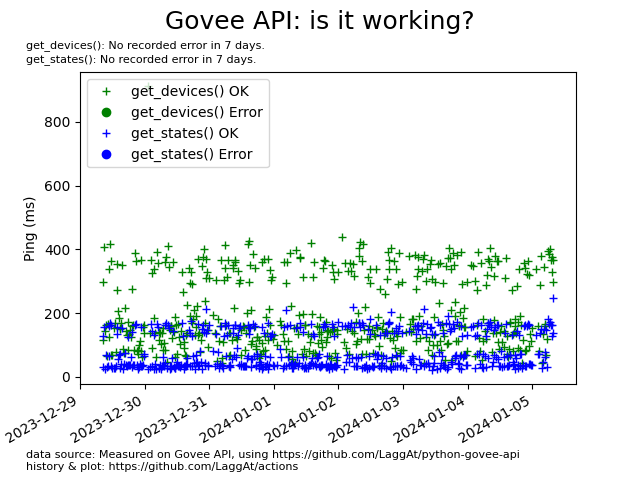 Govee API: is it working?
get_devices(): No recorded error in 7 days.
get_states(): No recorded error in 7 days.
get_devices() OK
get_devices() Error
get_states() OK
get_states() Error
Ping (ms)
800
600
400
200
0
2023-12-29
2023-12-30
2023-12-31
2024-01-01
2024-01-02
2024-01-03
2024-01-04
2024-01-05
data source: Measured on Govee API, using https://github.com/LaggAt/python-govee-api
history & plot: https://github.com/LaggAt/actions